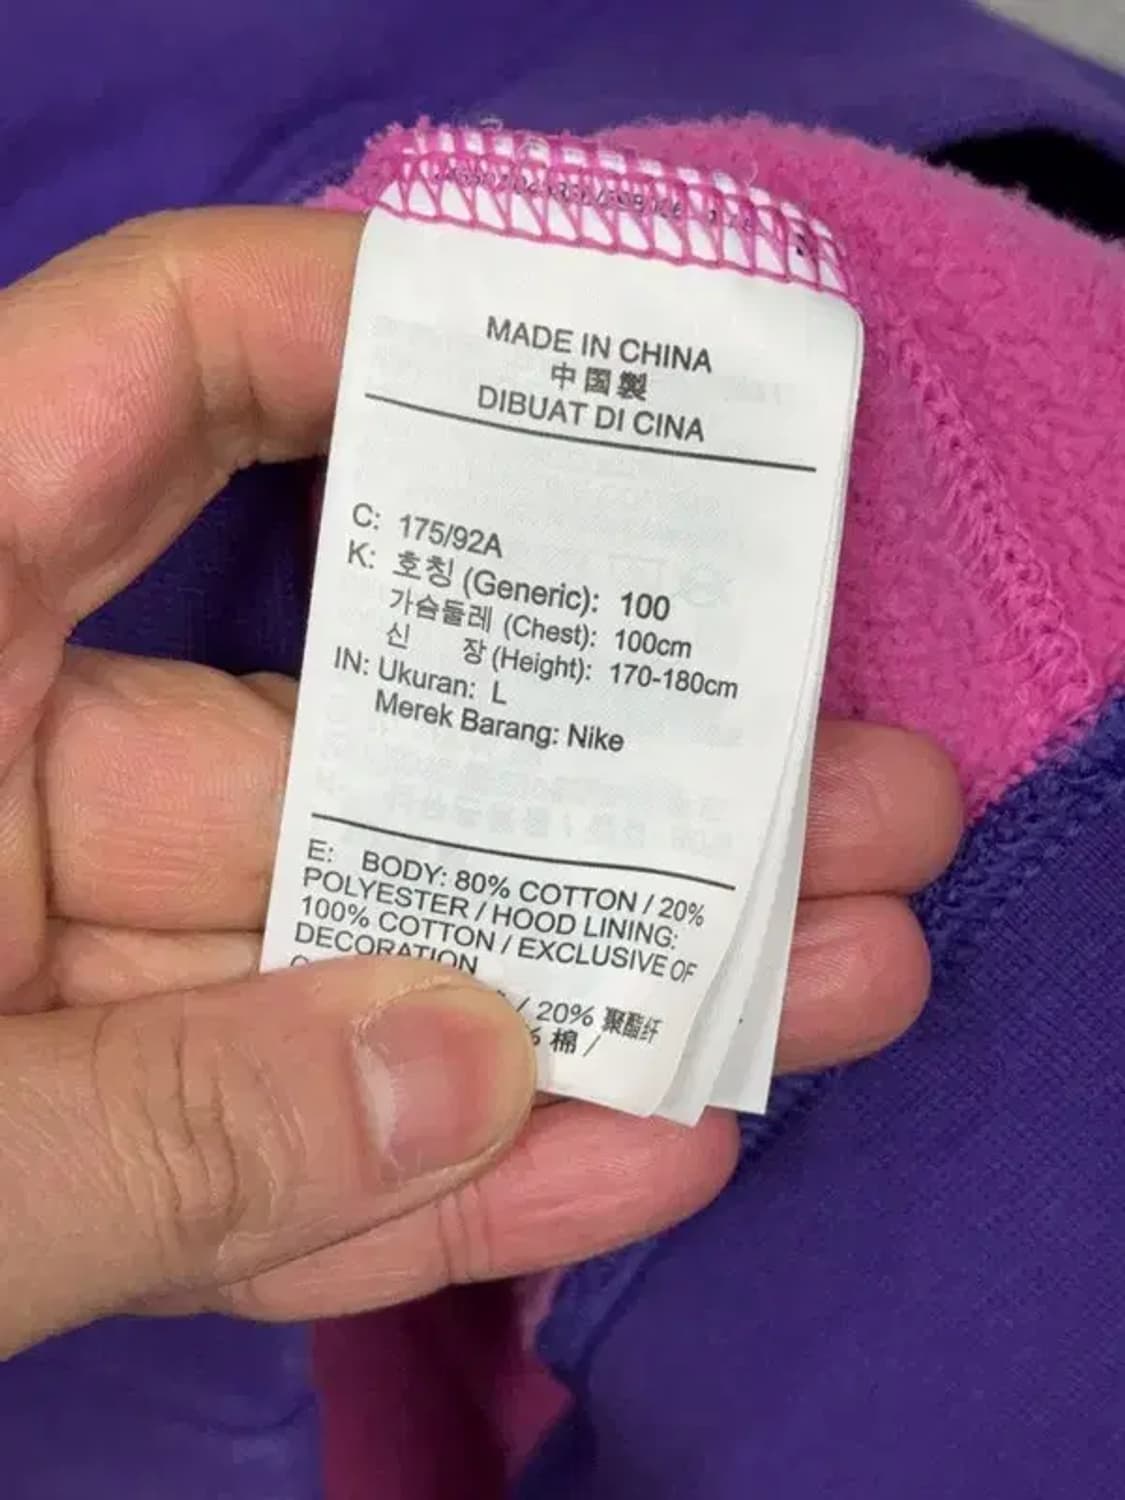 MADE IN CHINA
中国製
DIBUAT DI CINA
C: 175/92A
K: 호칭 (Generic): 100
가슴둘레 (Chest): 100cm
신 장 (Height): 170-180cm
IN: Ukuran: L
Merek Barang: Nike
E: BODY: 80% COTTON / 20%
POLYESTER / HOOD LINING:
100% COTTON / EXCLUSIVE OF
DECORATION
/ 20% 聚酯纤
% 棉 /